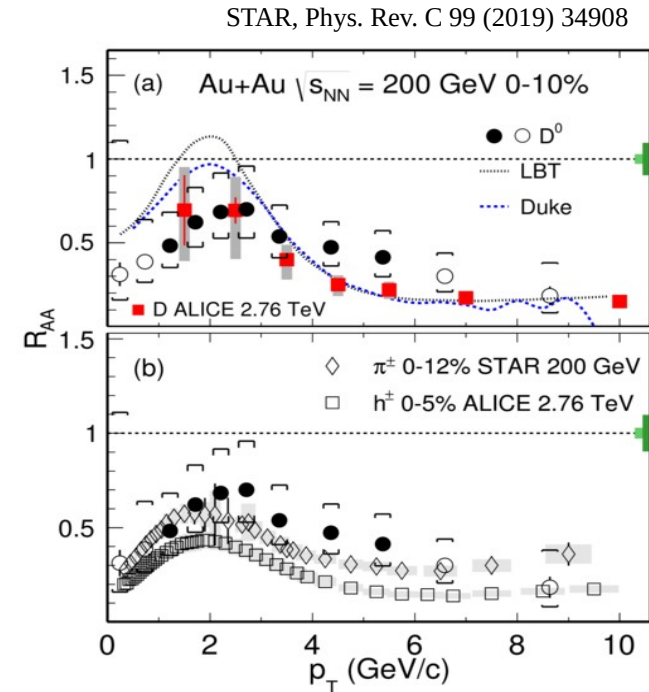 STAR, Phys. Rev. C 99 (2019) 34908
1.5
(a) Au+Au √sNN = 200 GeV 0-10%
D0
1
LBT
Duke
0.5
D ALICE 2.76 TeV
RAA
1.5
(b)
π± 0-12% STAR 200 GeV
h± 0-5% ALICE 2.76 TeV
1
0.5
0 2 4 6 8 10
pT (GeV/c)